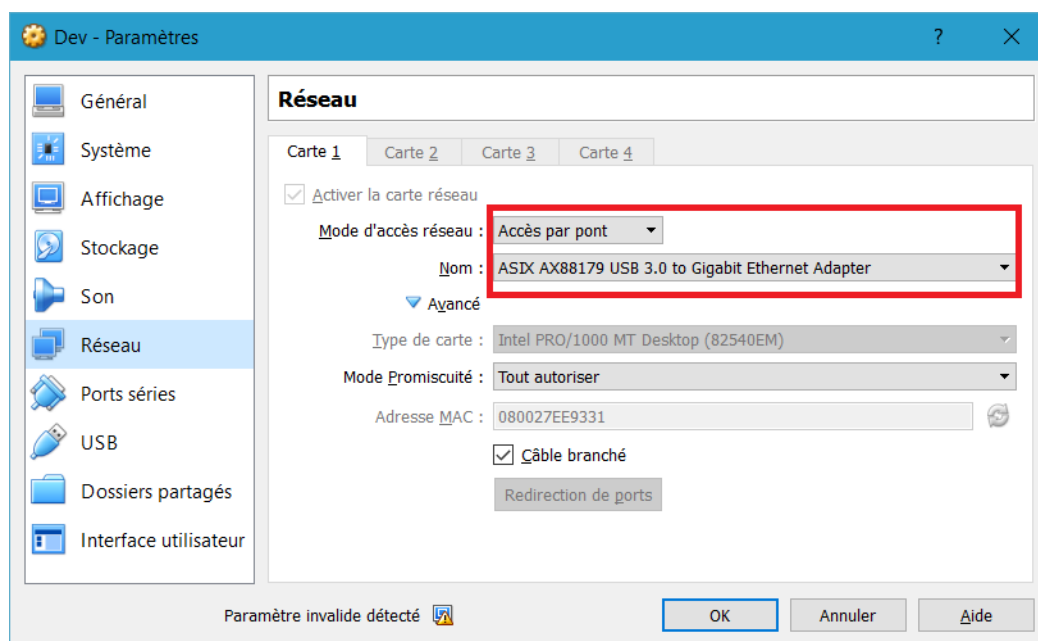 Dev - Paramètres ?
Général
Système
Affichage
Stockage
Son
Réseau
Ports séries
USB
Dossiers partagés
Interface utilisateur
Réseau
Carte 1 Carte 2 Carte 3 Carte 4
Activer la carte réseau
Mode d'accès réseau : Accès par pont
Nom : ASIX AX88179 USB 3.0 to Gigabit Ethernet Adapter
Avancé
Type de carte : Intel PRO/1000 MT Desktop (82540EM)
Mode Promiscuité : Tout autoriser
Adresse MAC : 080027EE9331
Câble branché
Redirection de ports
Paramètre invalide détecté OK Annuler Aide